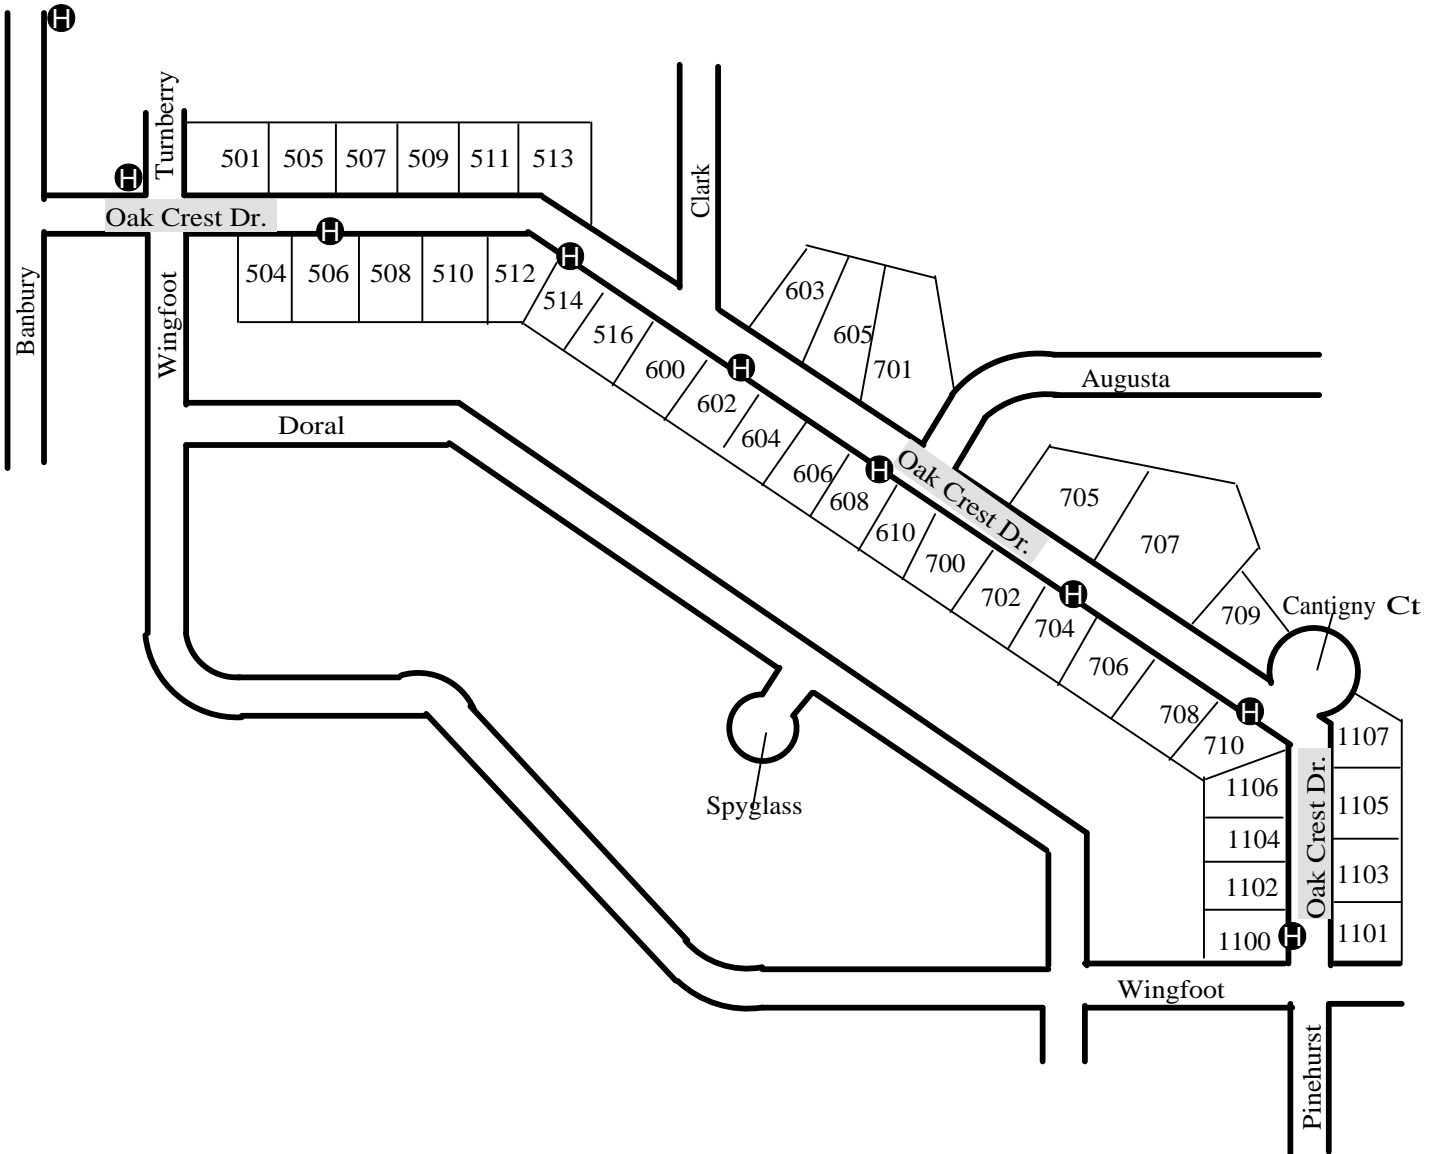 H
Turnberry
H
501 505 507 509 511 513
Clark
Oak Crest Dr.
H
H
Banbury
Wingfoot
504 506 508 510 512
514
516
600
602
604
606
608
610
700
702
704
706
708
710
603
605
701
H
H
Augusta
Oak Crest Dr.
Doral
705
707
709
H
H
Cantigny Ct
Spyglass
1107
1105
1103
1101
1106
1104
1102
1100
H
Oak Crest Dr.
Wingfoot
Pinehurst